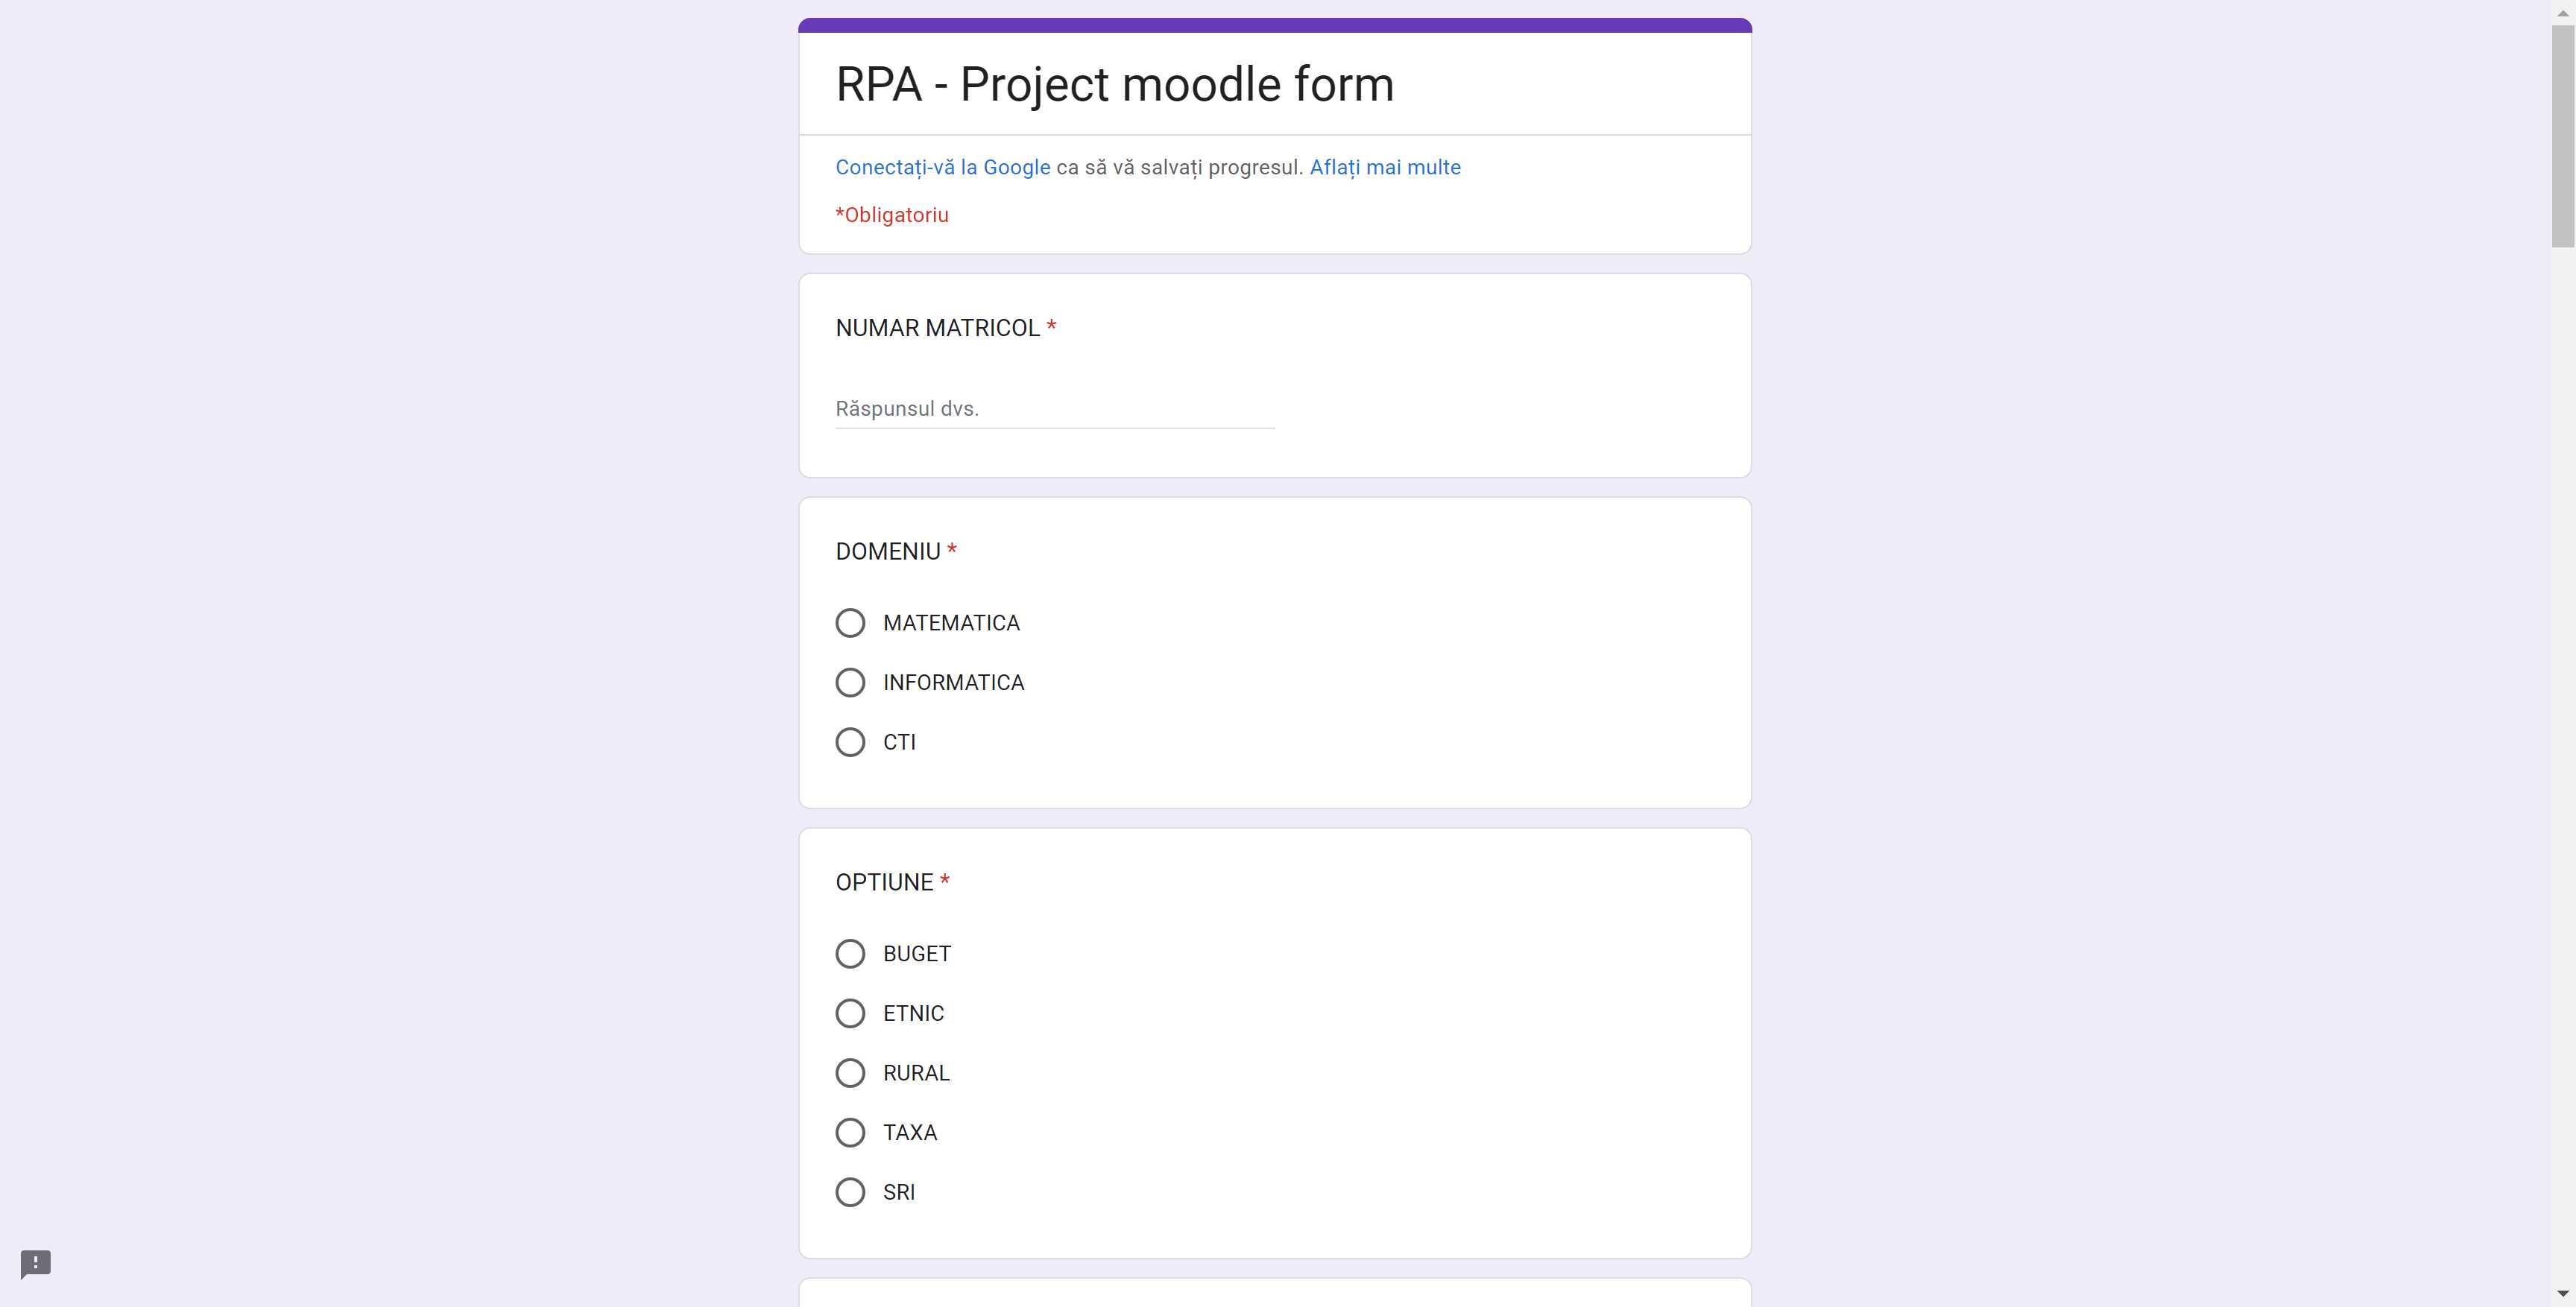 RPA - Project moodle form
Conectați-vă la Google ca să vă salvați progresul. Aflați mai multe
*Obligatoriu
NUMAR MATRICOL *
Răspunsul dvs.
DOMENIU *
MATEMATICA
INFORMATICA
CTI
OPTIUNE *
BUGET
ETNIC
RURAL
TAXA
SRI